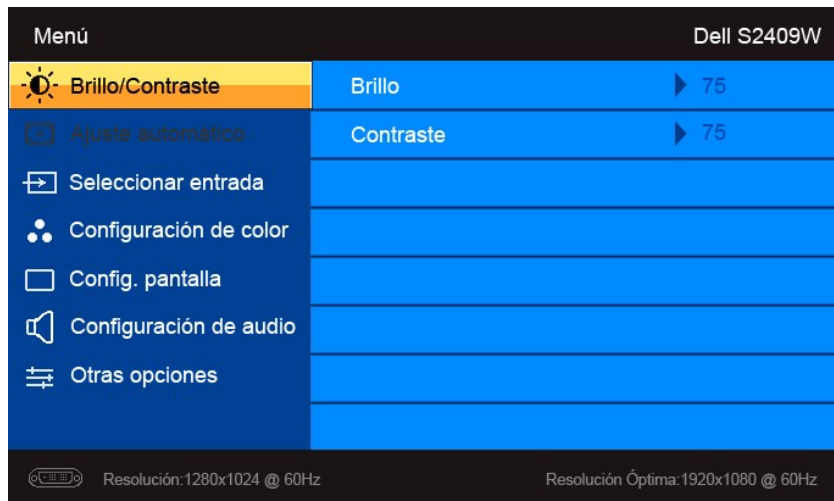 Menú
Dell S2409W
Brillo/Contraste
Brillo
75
Ajuste automático
Contraste
75
Seleccionar entrada
Configuración de color
Config. pantalla
Configuración de audio
Otras opciones
Resolución:1280x1024 @ 60Hz
Resolución Óptima:1920x1080 @ 60Hz